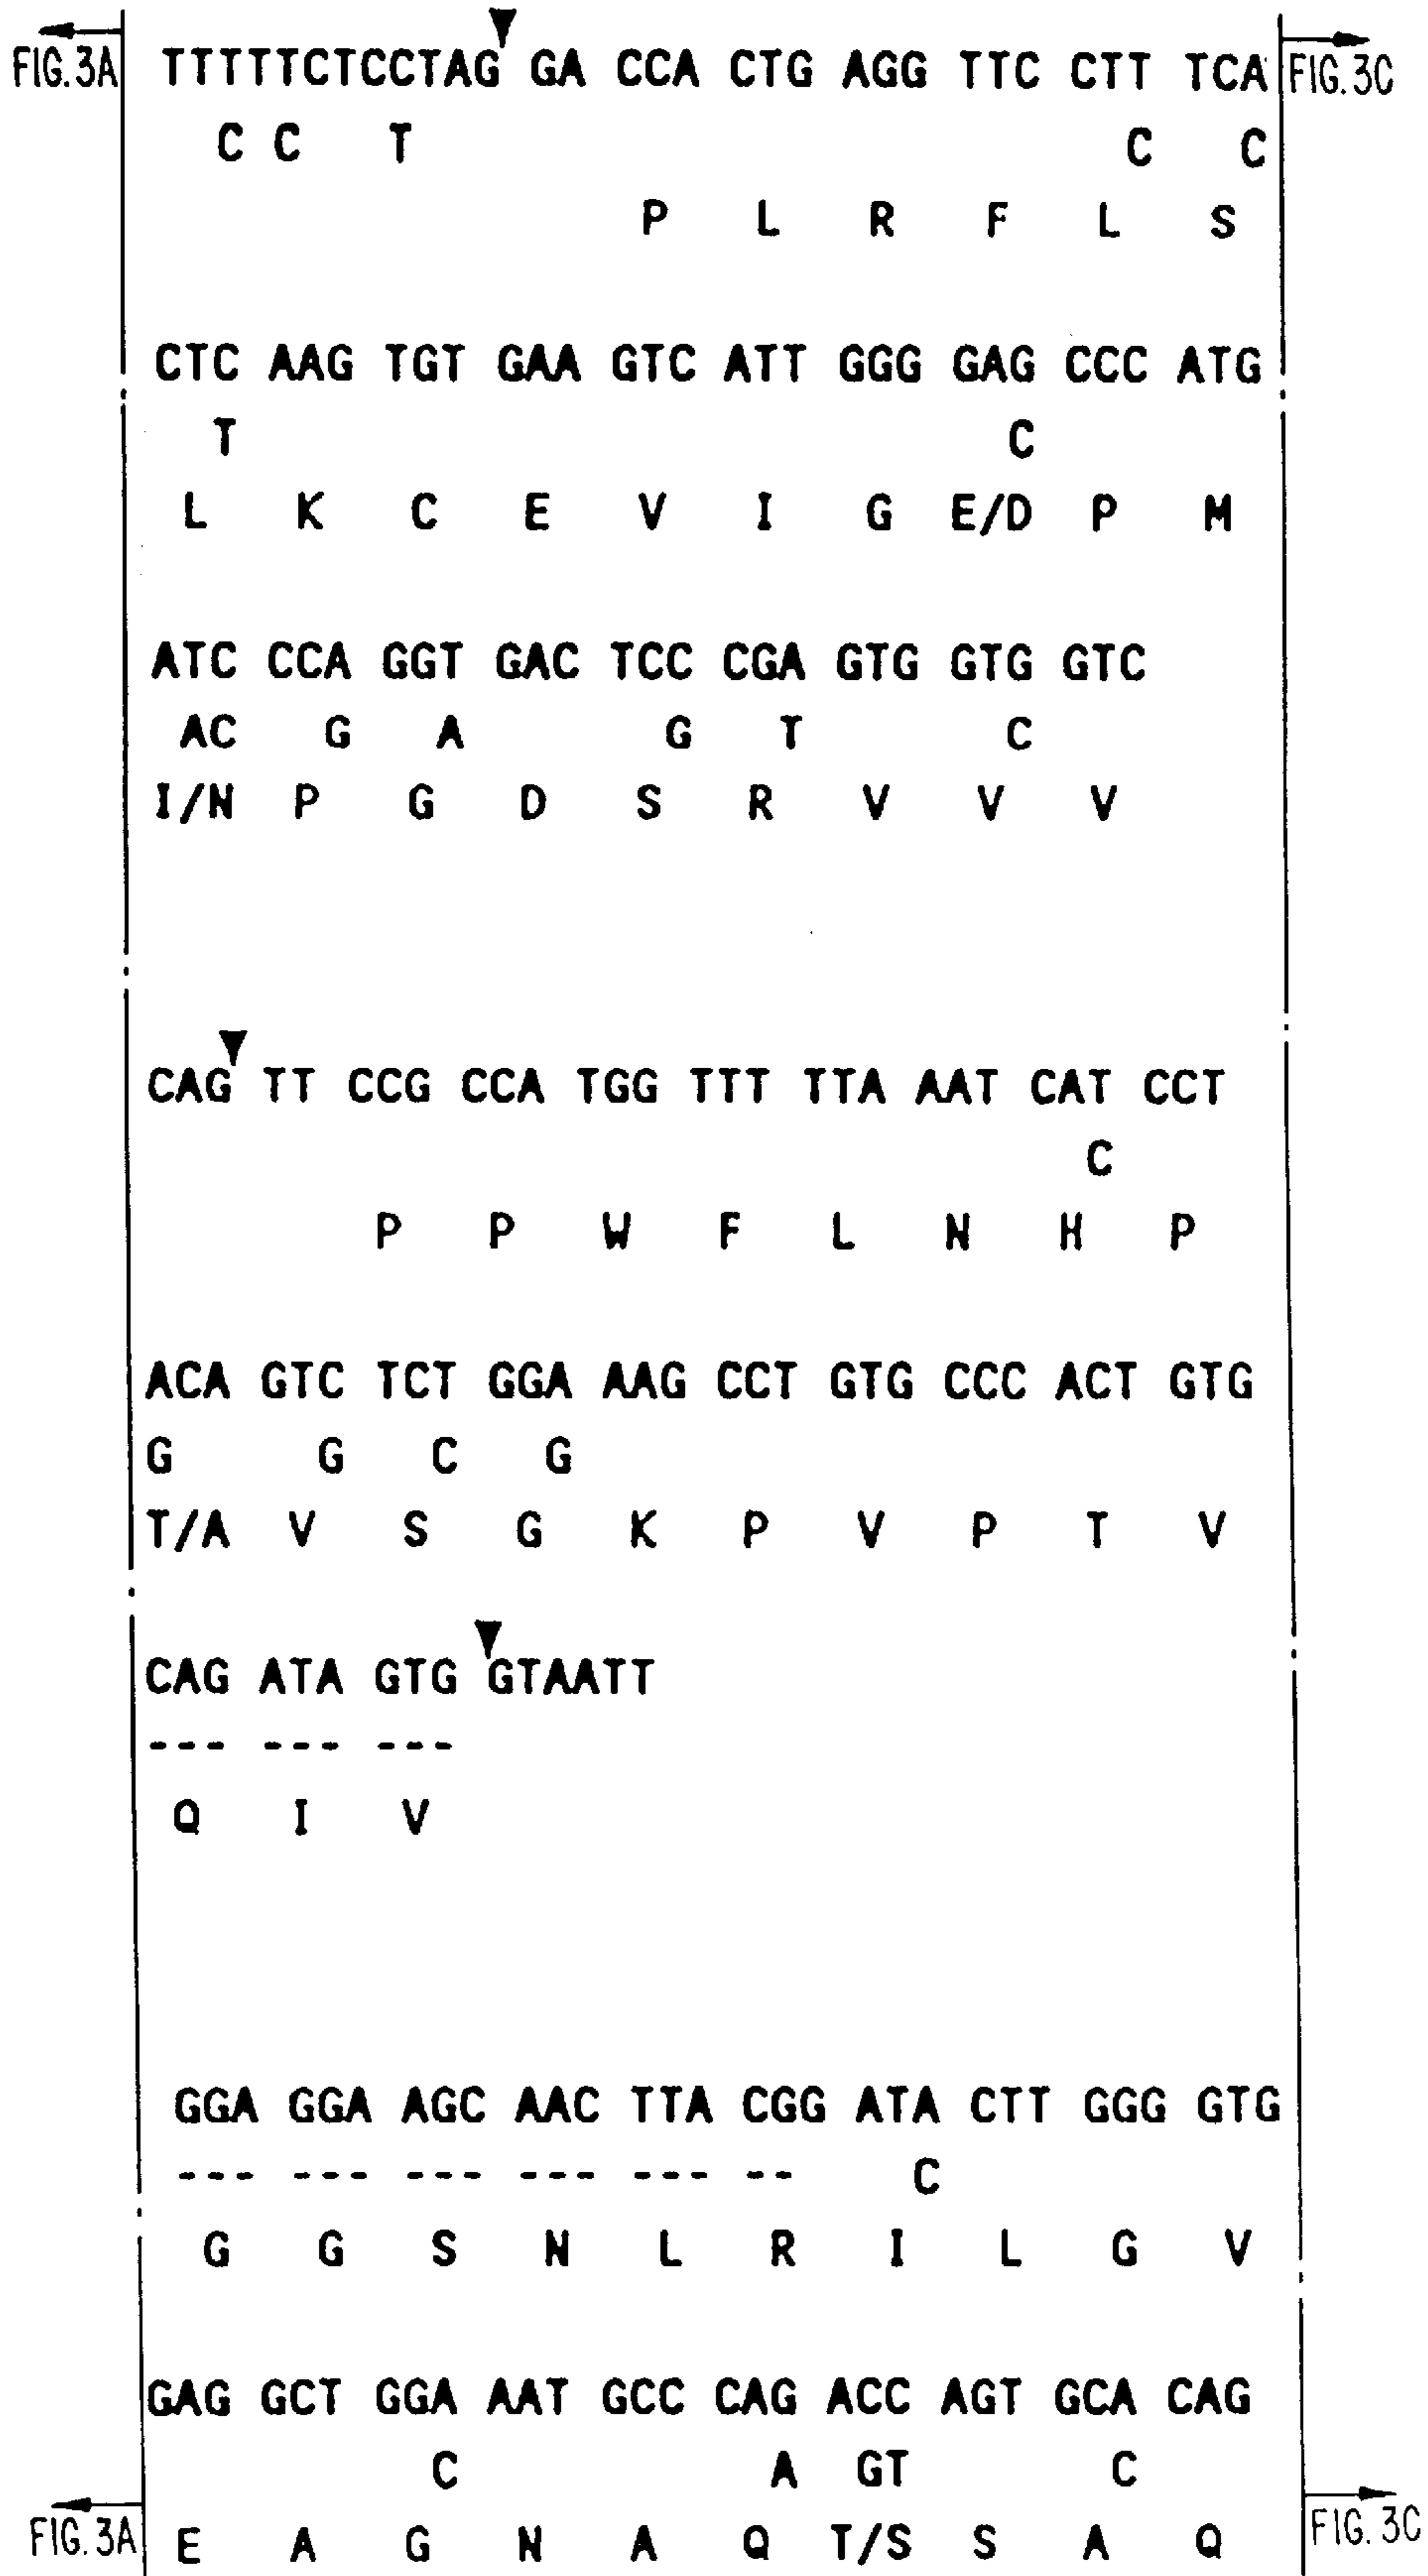 FIG. 3A TTTTTCTCCTAG GA CCA CTG AGG TTC CTT TCA FIG. 3C
C C T C C
P L R F L S
CTC AAG TGT GAA GTC ATT GGG GAG CCC ATG
T C
L K C E V I G E/D P M
ATC CCA GGT GAC TCC CGA GTG GTG GTC
AC G A G T C
I/N P G D S R V V V
CAG TT CCG CCA TGG TTT TTA AAT CAT CCT
C
P P W F L N H P
ACA GTC TCT GGA AAG CCT GTG CCC ACT GTG
G G C G
T/A V S G K P V P T V
CAG ATA GTG GTAATT
--- --- ---
Q I V
GGA GGA AGC AAC TTA CGG ATA CTT GGG GTG
--- --- --- --- --- -- C
G G S N L R I L G V
GAG GCT GGA AAT GCC CAG ACC AGT GCA CAG
C A GT C
FIG. 3A E A G N A Q T/S S A Q FIG. 3C